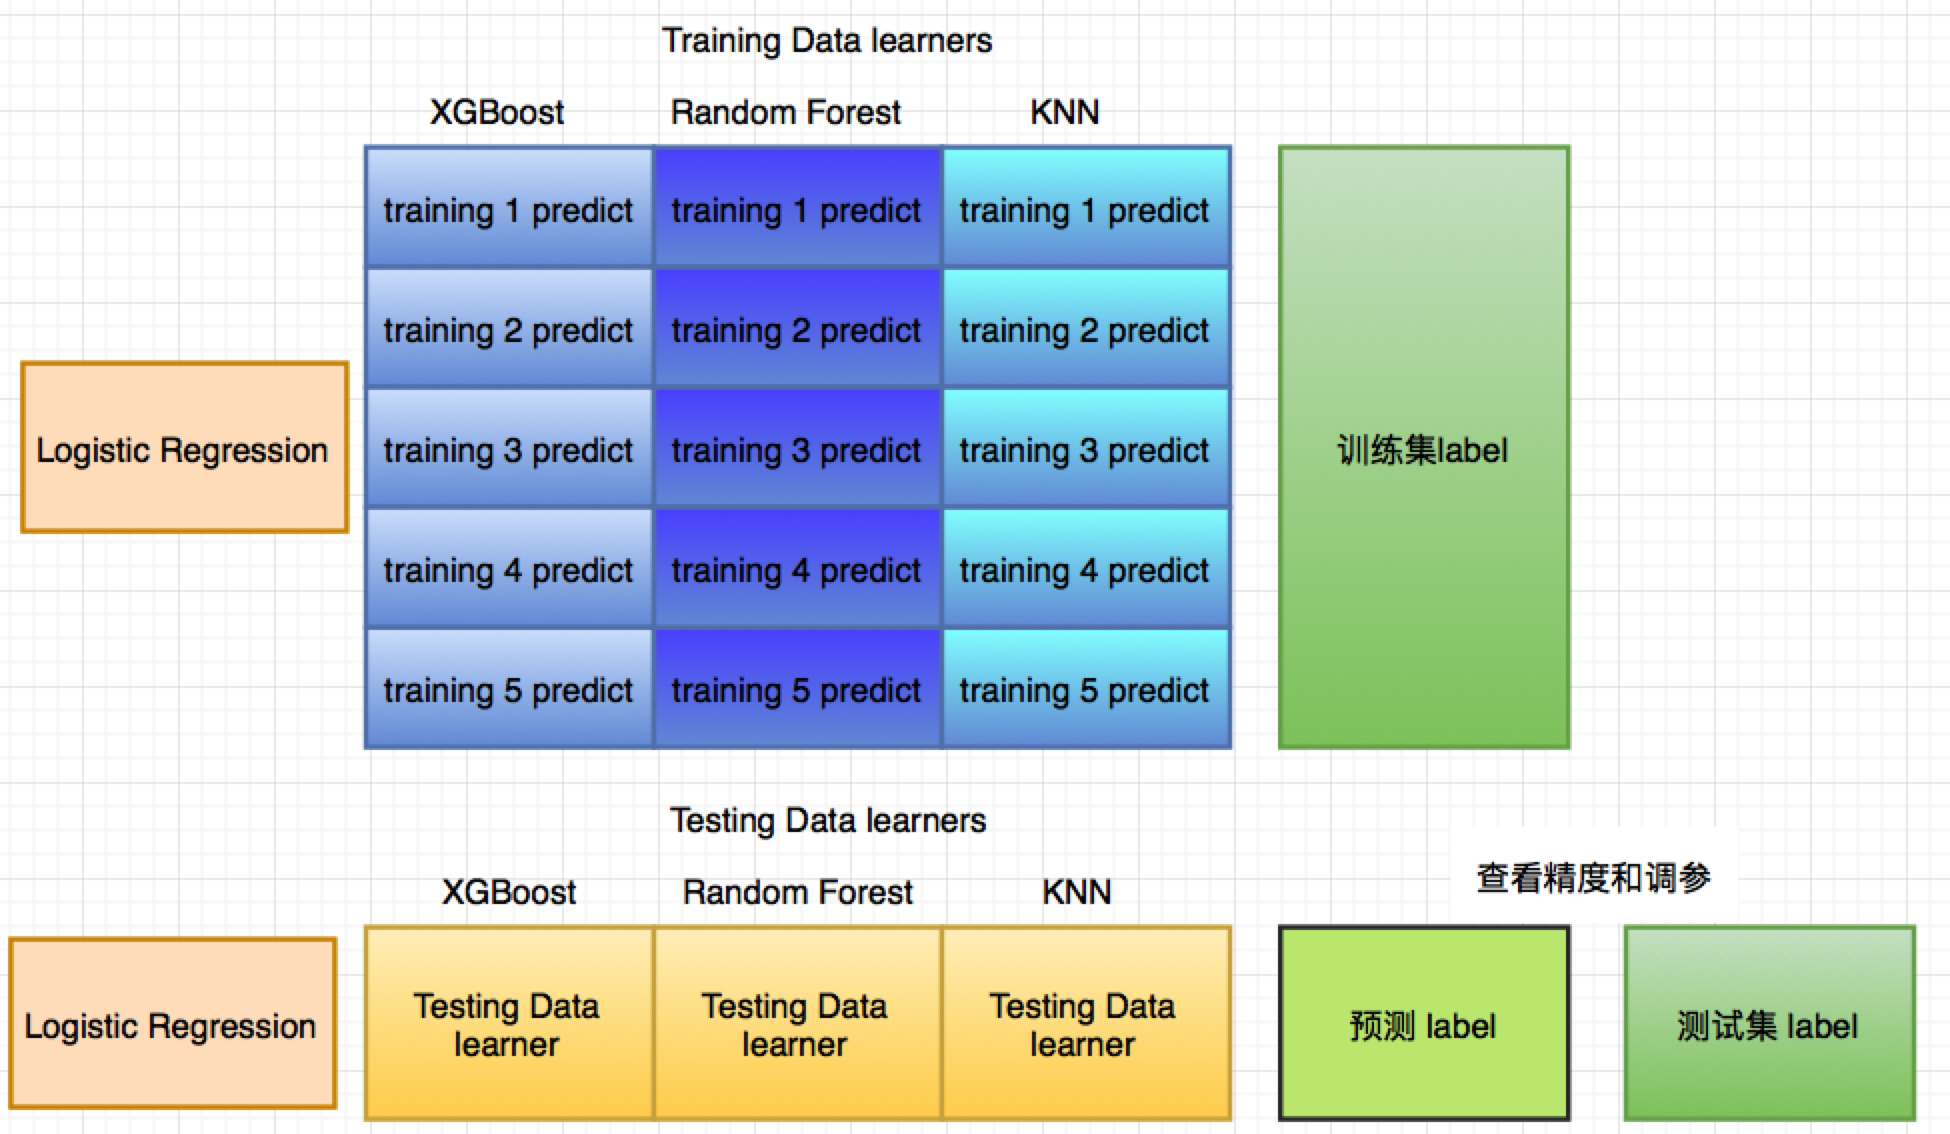 Training Data learners
XGBoost Random Forest KNN
training 1 predict training 1 predict training 1 predict
training 2 predict training 2 predict training 2 predict
Logistic Regression training 3 predict training 3 predict training 3 predict 训练集label
training 4 predict training 4 predict training 4 predict
training 5 predict training 5 predict training 5 predict
Testing Data learners
查看精度和调参
XGBoost Random Forest KNN
Logistic Regression
Testing Data
learner
Testing Data
learner
Testing Data
learner
预测 label
测试集 label